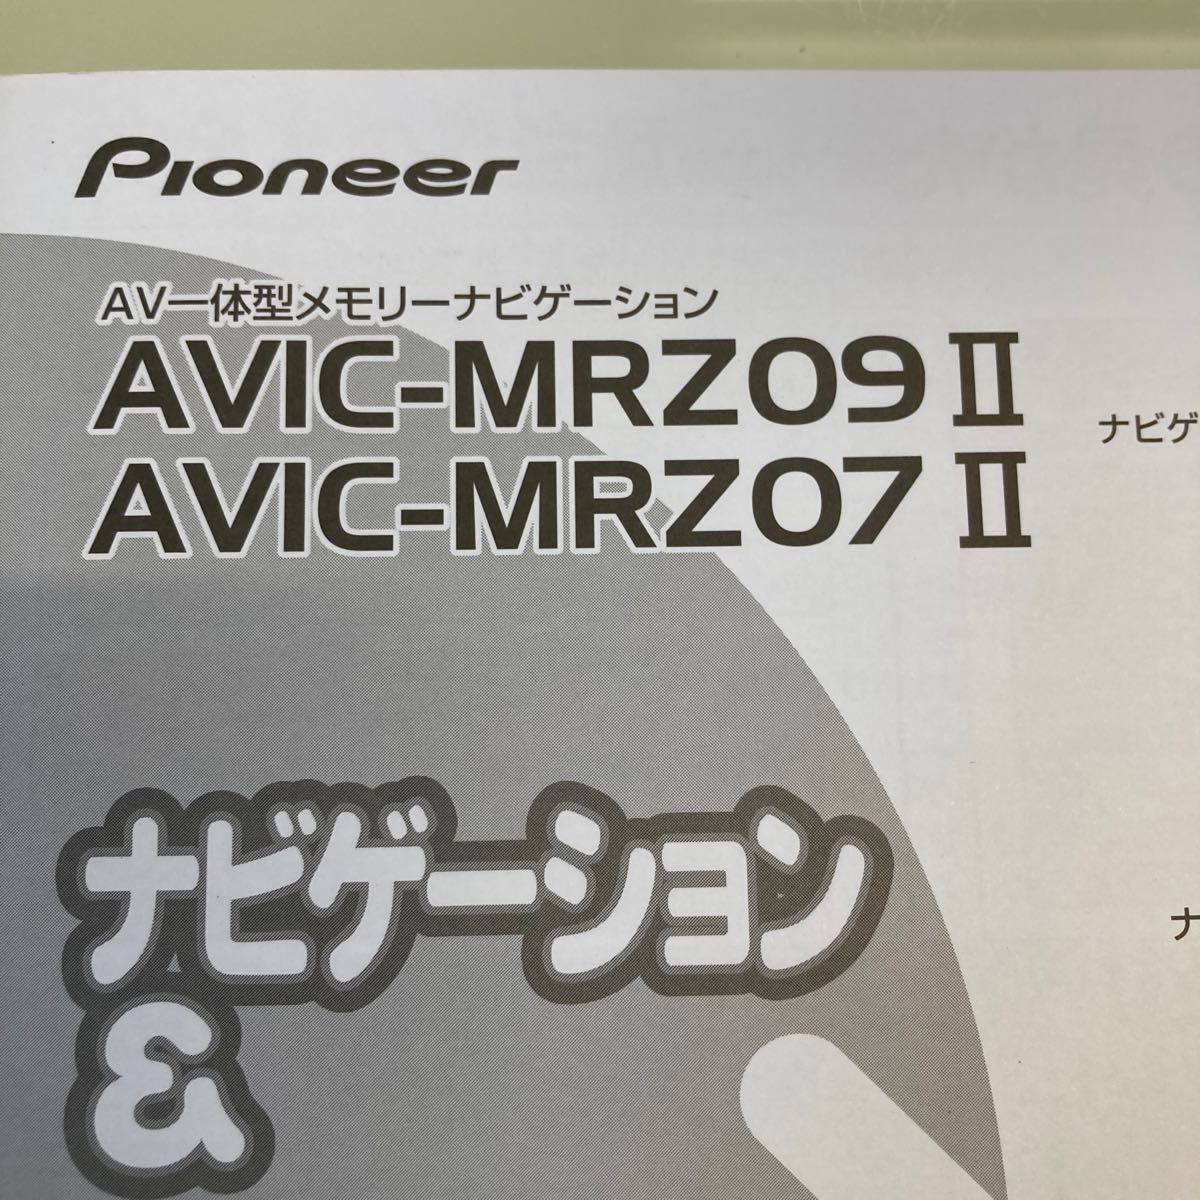 Pioneer
AV一体型メモリーナビゲーション
AVIC-MRZ09 II
AVIC-MRZ07 II
ナビゲ
ナビゲーション
ナ
&